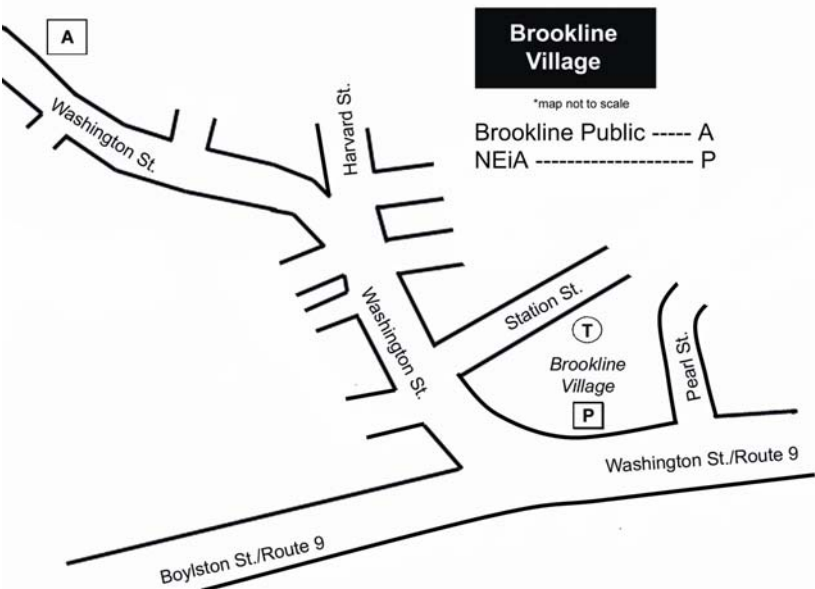 A
Brookline
Village
*map not to scale
Brookline Public ----- A
NEiA -------------------- P
Washington St.
Harvard St.
Washington St.
Station St.
T
Brookline
Village
P
Pearl St.
Washington St./Route 9
Boylston St./Route 9